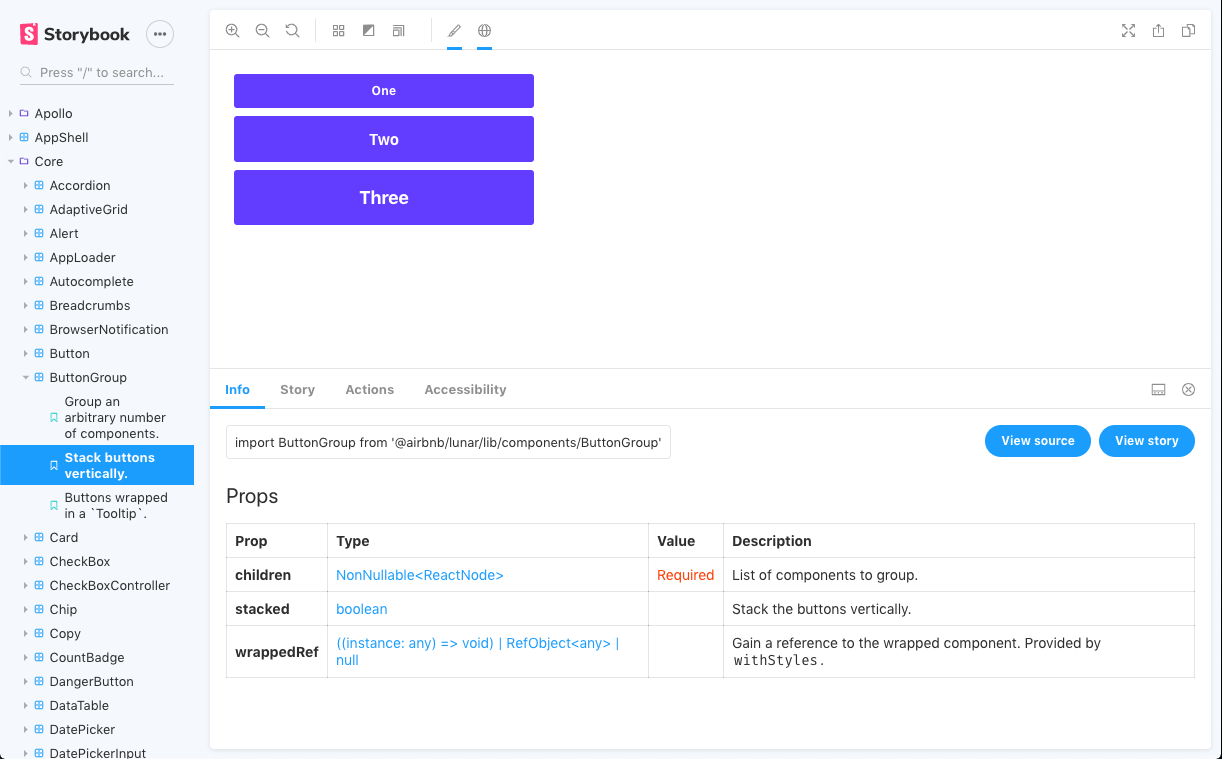 Storybook
Press "/" to search...
Apollo
AppShell
Core
Accordion
AdaptiveGrid
Alert
AppLoader
Autocomplete
Breadcrumbs
BrowserNotification
Button
ButtonGroup
Group an
arbitrary number
of components.
Stack buttons
vertically.
Buttons wrapped
in a `Tooltip`.
Card
CheckBox
CheckBoxController
Chip
Copy
CountBadge
DangerButton
DataTable
DatePicker
DatePickerInput
One
Two
Three
Info Story Actions Accessibility
import ButtonGroup from '@airbnb/lunar/lib/components/ButtonGroup'
View source View story
Props
Prop Type Value Description
children NonNullable<ReactNode> Required List of components to group.
stacked boolean Stack the buttons vertically.
wrappedRef ((instance: any) => void) | RefObject<any> | Gain a reference to the wrapped component. Provided by
null withStyles.